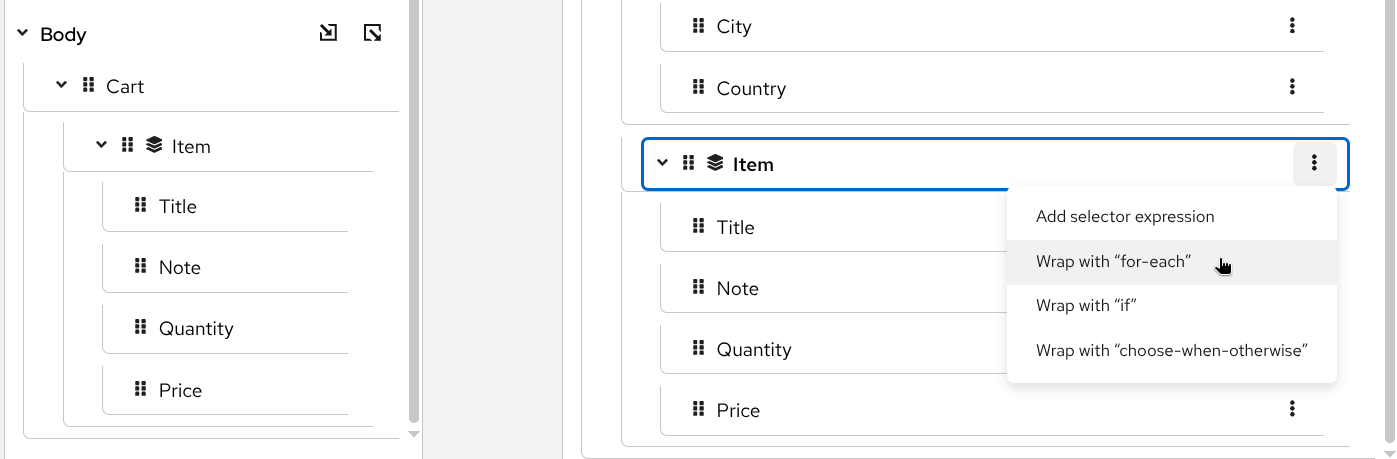 Body
Cart
Item
Title
Note
Quantity
Price
City
Country
Item
Title
Note
Quantity
Price
Add selector expression
Wrap with “for-each”
Wrap with “if”
Wrap with “choose-when-otherwise”